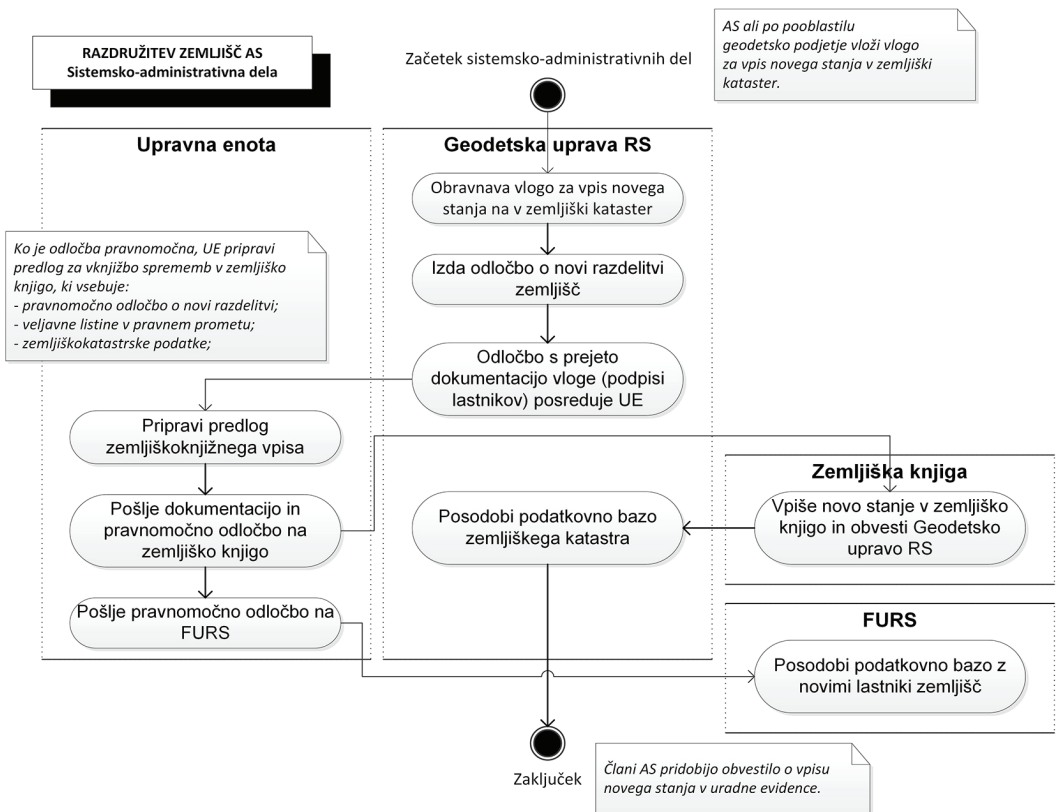 RAZDRUŽITEV ZEMLJIŠČ AS
Sistemsko-administrativna dela
Začetek sistemsko-administrativnih del
AS ali po pooblastilu
geodetsko podjetje vloži vlogo
za vpis novega stanja v zemljiški
kataster.
Upravna enota
Geodetska uprava RS
Obravnava vlogo za vpis novega
stanja na v zemljiški kataster
Ko je odločba pravnomočna, UE pripravi
predlog za vknjižbo sprememb v zemljiško
knjigo, ki vsebuje:
- pravnomočno odločbo o novi razdelitvi;
- veljavne listine v pravnem prometu;
- zemljiškokatastrske podatke;
Izda odločbo o novi razdelitvi
zemljišč
Odločbo s prejeto
dokumentacijo vloge (podpisi
lastnikov) posreduje UE
Pripravi predlog
zemljiškoknjižnega vpisa
Zemljiška knjiga
Pošlje dokumentacijo in
pravnomočno odločbo na
zemljiško knjigo
Posodobi podatkovno bazo
zemljiškega katastra
Vpiše novo stanje v zemljiško
knjigo in obvesti Geodetsko
upravo RS
Pošlje pravnomočno odločbo na
FURS
FURS
Posodobi podatkovno bazo z
novimi lastniki zemljišč
Zaključek
Člani AS pridobijo obvestilo o vpisu
novega stanja v uradne evidence.